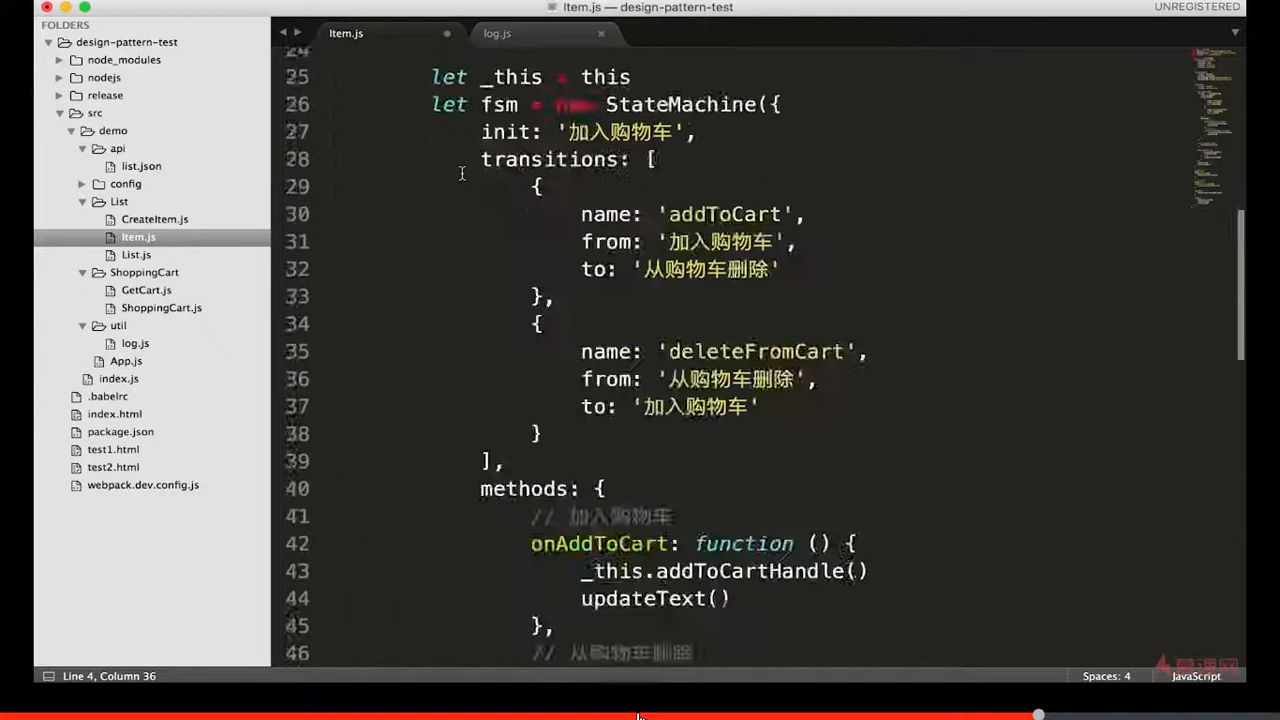 Item.js — design-pattern-test
UNREGISTERED
FOLDERS
design-pattern-test
node_modules
nodejs
release
src
demo
api
list.json
config
List
CreateItem.js
Item.js
List.js
ShoppingCart
GetCart.js
ShoppingCart.js
util
log.js
App.js
index.js
.babelrc
index.html
package.json
test1.html
test2.html
webpack.dev.config.js
Item.js
log.js
24
25 let _this = this
26 let fsm = new StateMachine({
27 init: '加入购物车',
28 transitions: [
29 {
30 name: 'addToCart',
31 from: '加入购物车',
32 to: '从购物车删除'
33 },
34 {
35 name: 'deleteFromCart',
36 from: '从购物车删除',
37 to: '加入购物车'
38 }
39 ],
40 methods: {
41 // 加入购物车
42 onAddToCart: function () {
43 _this.addToCartHandle()
44 updateText()
45 },
46 // 从购物车删除
Line 4, Column 36
Spaces: 4
JavaScript
慕课网